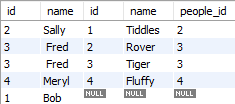 id name id name people_id
2 Sally 1 Tiddles 2
3 Fred 2 Rover 3
3 Fred 3 Tiger 3
4 Meryl 4 Fluffy 4
1 Bob NULL NULL NULL